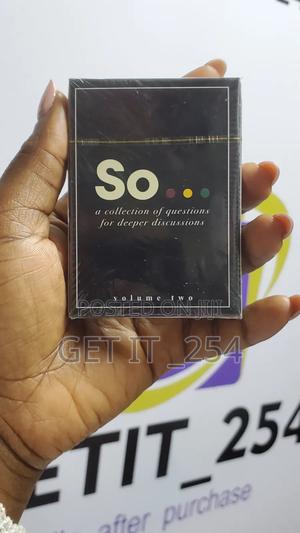 So...
a collection of questions
for deeper discussions
volume two
POSTED ON JIJI
GET IT_254
ETIT_254
after purchase